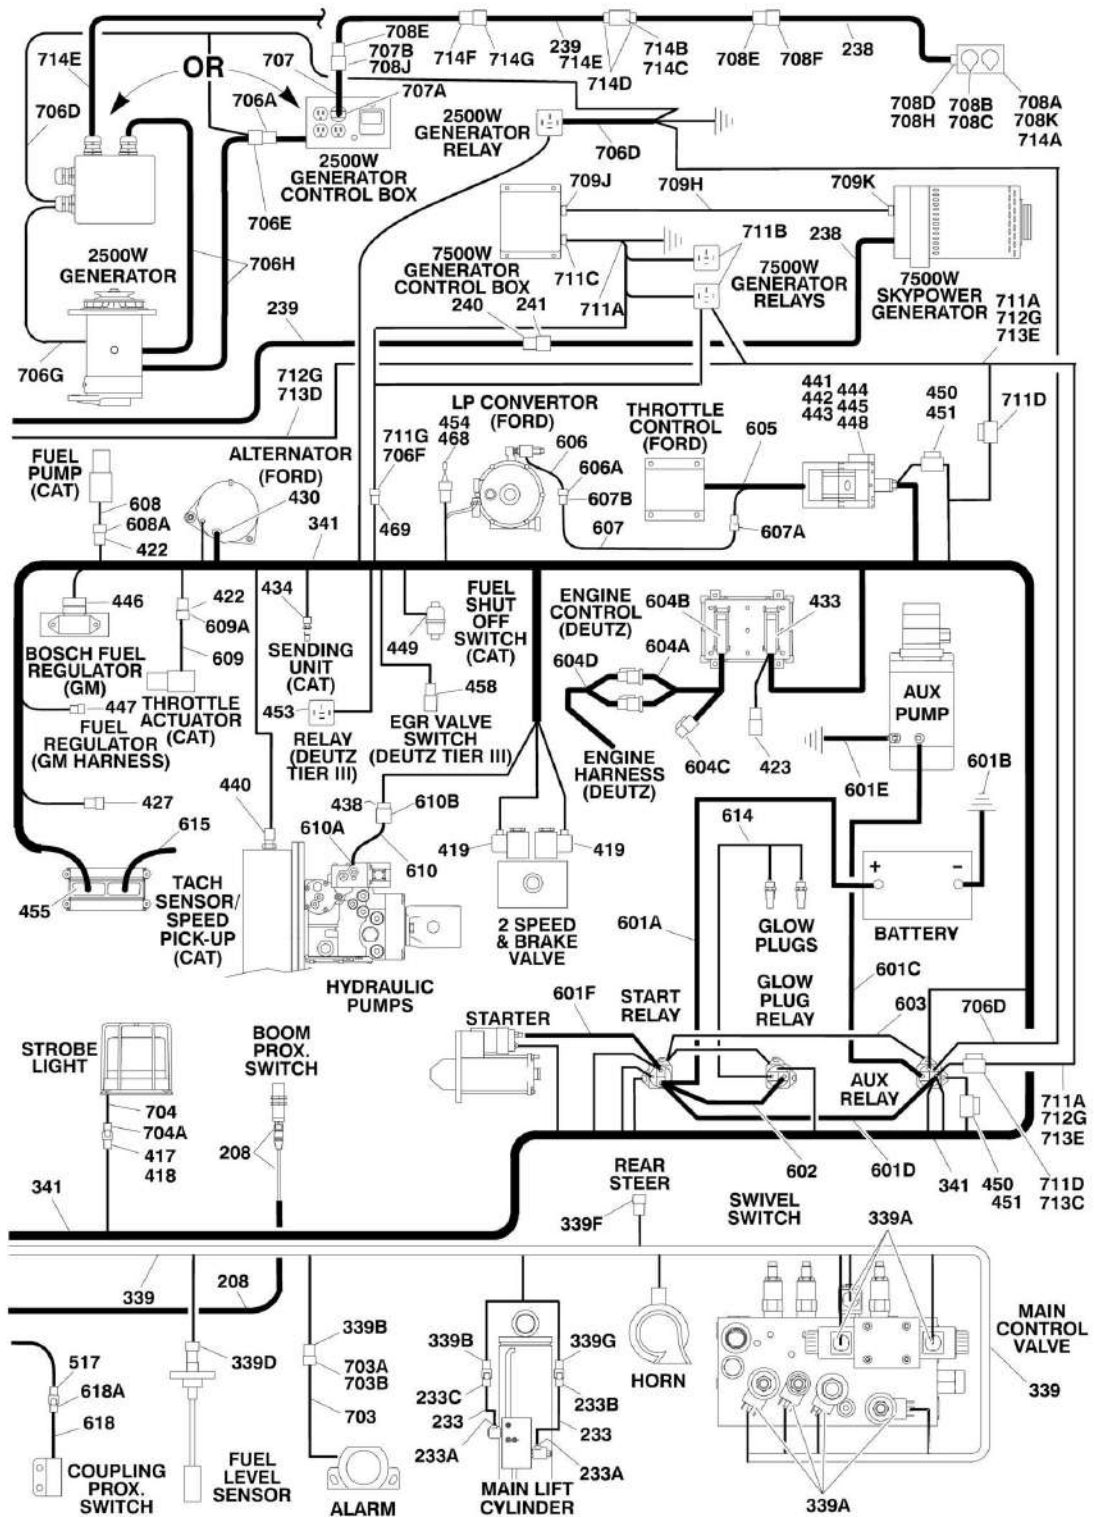 714E
706D
OR
707
706A
708E
707B
708J
707A
714F
714G
239
714E
714D
714B
714C
708E
708F
238
708D
708H
708B
708C
708A
708K
714A
2500W
GENERATOR
CONTROL BOX
706E
2500W
GENERATOR
RELAY
706D
2500W
GENERATOR
706H
706G
709J
709H
709K
7500W
GENERATOR
CONTROL BOX
711C
711A
711B
7500W
GENERATOR
RELAYS
238
7500W
SKYPOWER
GENERATOR
240
241
239
711A
712G
713E
712G
713D
FUEL
PUMP
(CAT)
608
608A
422
ALTERNATOR
(FORD)
430
341
711G
706F
469
454
468
LP CONVERTOR
(FORD)
606
606A
607B
607
THROTTLE
CONTROL
(FORD)
605
607A
441
442
443
444
445
448
450
451
711D
446
BOSCH FUEL
REGULATOR
(GM)
422
609A
609
THROTTLE
ACTUATOR
(CAT)
447
FUEL
REGULATOR
(GM HARNESS)
427
434
SENDING
UNIT
(CAT)
453
RELAY
(DEUTZ
TIER III)
449
FUEL
SHUT
OFF
SWITCH
(CAT)
458
EGR VALVE
SWITCH
(DEUTZ TIER III)
ENGINE
CONTROL
(DEUTZ)
604B
433
604D
604A
604C
423
ENGINE
HARNESS
(DEUTZ)
AUX
PUMP
601E
601B
615
455
440
TACH
SENSOR/
SPEED
PICK-UP
(CAT)
438
610B
610A
610
HYDRAULIC
PUMPS
419
419
2 SPEED
& BRAKE
VALVE
614
601A
GLOW
PLUGS
+
-
BATTERY
601C
GLOW
PLUG
RELAY
603
706D
STARTER
601F
START
RELAY
AUX
RELAY
602
601D
341
450
451
711A
712G
713E
711D
713C
STROBE
LIGHT
704
704A
417
418
BOOM
PROX.
SWITCH
208
341
REAR
STEER
339F
SWIVEL
SWITCH
339A
339
208
517
618A
618
COUPLING
PROX.
SWITCH
339D
FUEL
LEVEL
SENSOR
339B
703A
703B
703
ALARM
339B
233C
233
233A
339G
233B
233
233A
MAIN LIFT
CYLINDER
HORN
MAIN
CONTROL
VALVE
339
339A